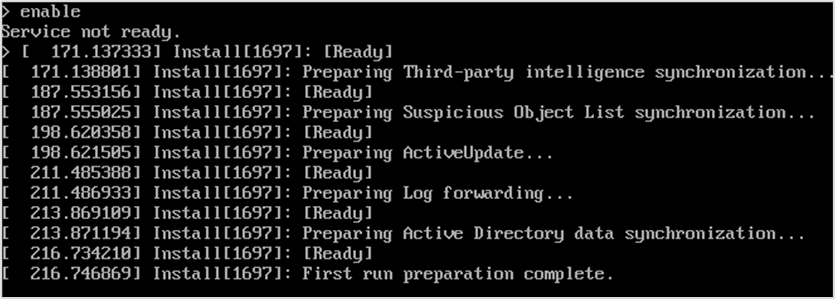 > enable
Service not ready.
> [  171.137333] Install[1697]: [Ready]
[  171.138801] Install[1697]: Preparing Third-party intelligence synchronization...
[  187.553156] Install[1697]: [Ready]
[  187.555025] Install[1697]: Preparing Suspicious Object List synchronization...
[  198.620358] Install[1697]: [Ready]
[  198.621505] Install[1697]: Preparing ActiveUpdate...
[  211.485388] Install[1697]: [Ready]
[  211.486933] Install[1697]: Preparing Log forwarding...
[  213.869109] Install[1697]: [Ready]
[  213.871194] Install[1697]: Preparing Active Directory data synchronization...
[  216.734210] Install[1697]: [Ready]
[  216.746869] Install[1697]: First run preparation complete.